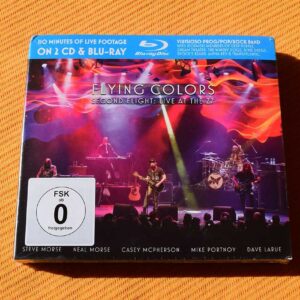 110 MINUTES OF LIVE FOOTAGE
ON 2 CD & BLU-RAY
Blu-ray Disc
VIRTUOSO PROG/POP/ROCK BAND
FLYING COLORS
SECOND FLIGHT: LIVE AT THE Z7
FSK
ab
0
freigegeben
STEVE MORSE NEAL MORSE CASEY MCPHERSON MIKE PORTNOY DAVE LARUE